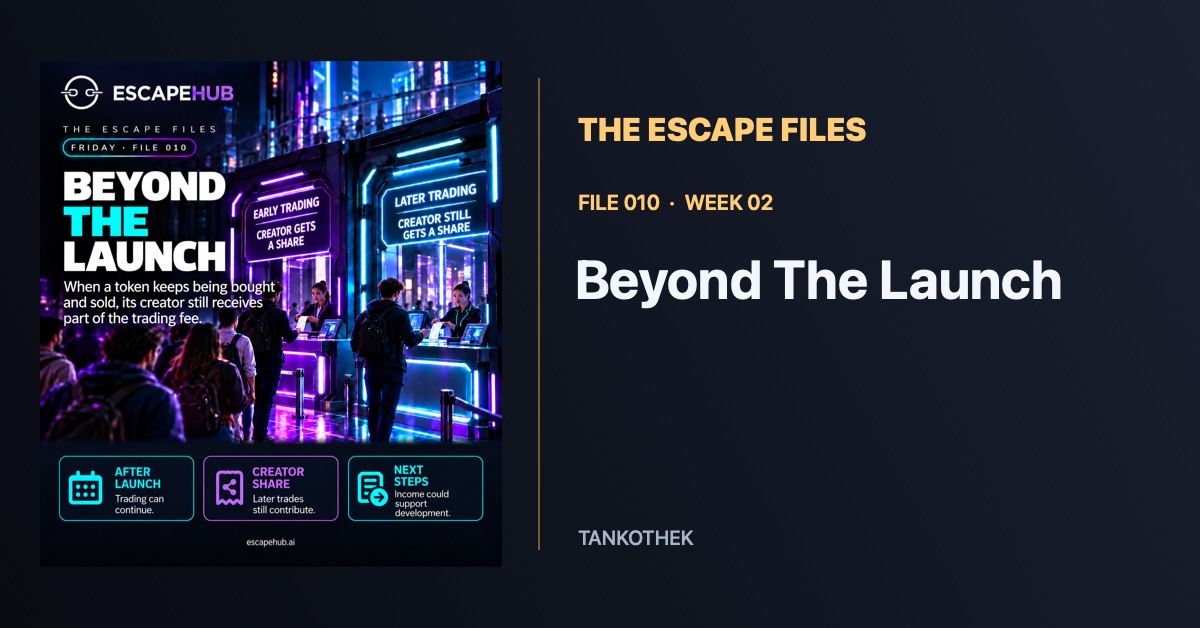 ESCAPEHUB
THE ESCAPE FILES
FRIDAY · FILE 010
BEYOND
THE
LAUNCH
When a token keeps being bought
and sold, its creator still receives
part of the trading fee.
EARLY TRADING
CREATOR GETS
A SHARE
LATER TRADING
CREATOR STILL
GETS A SHARE
AFTER
LAUNCH
Trading can
continue.
CREATOR
SHARE
Later trades
still contribute.
NEXT
STEPS
Income could
support
development.
escapehub.ai
THE ESCAPE FILES
FILE 010 · WEEK 02
Beyond The Launch
TANKOTHEK